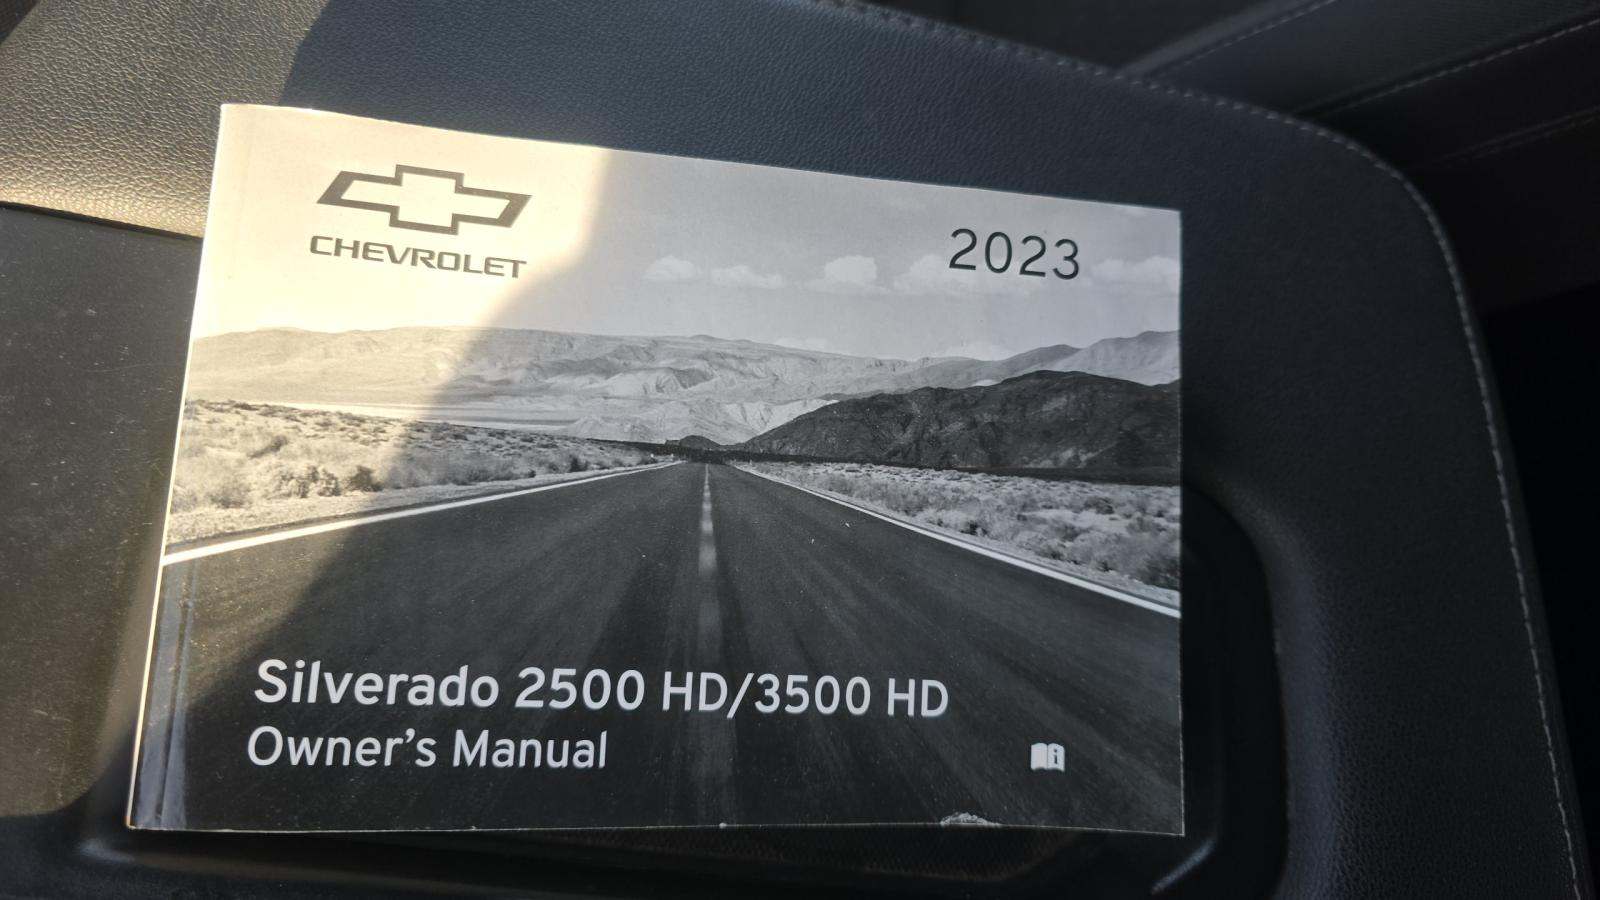 CHEVROLET
2023
Silverado 2500 HD/3500 HD
Owner's Manual